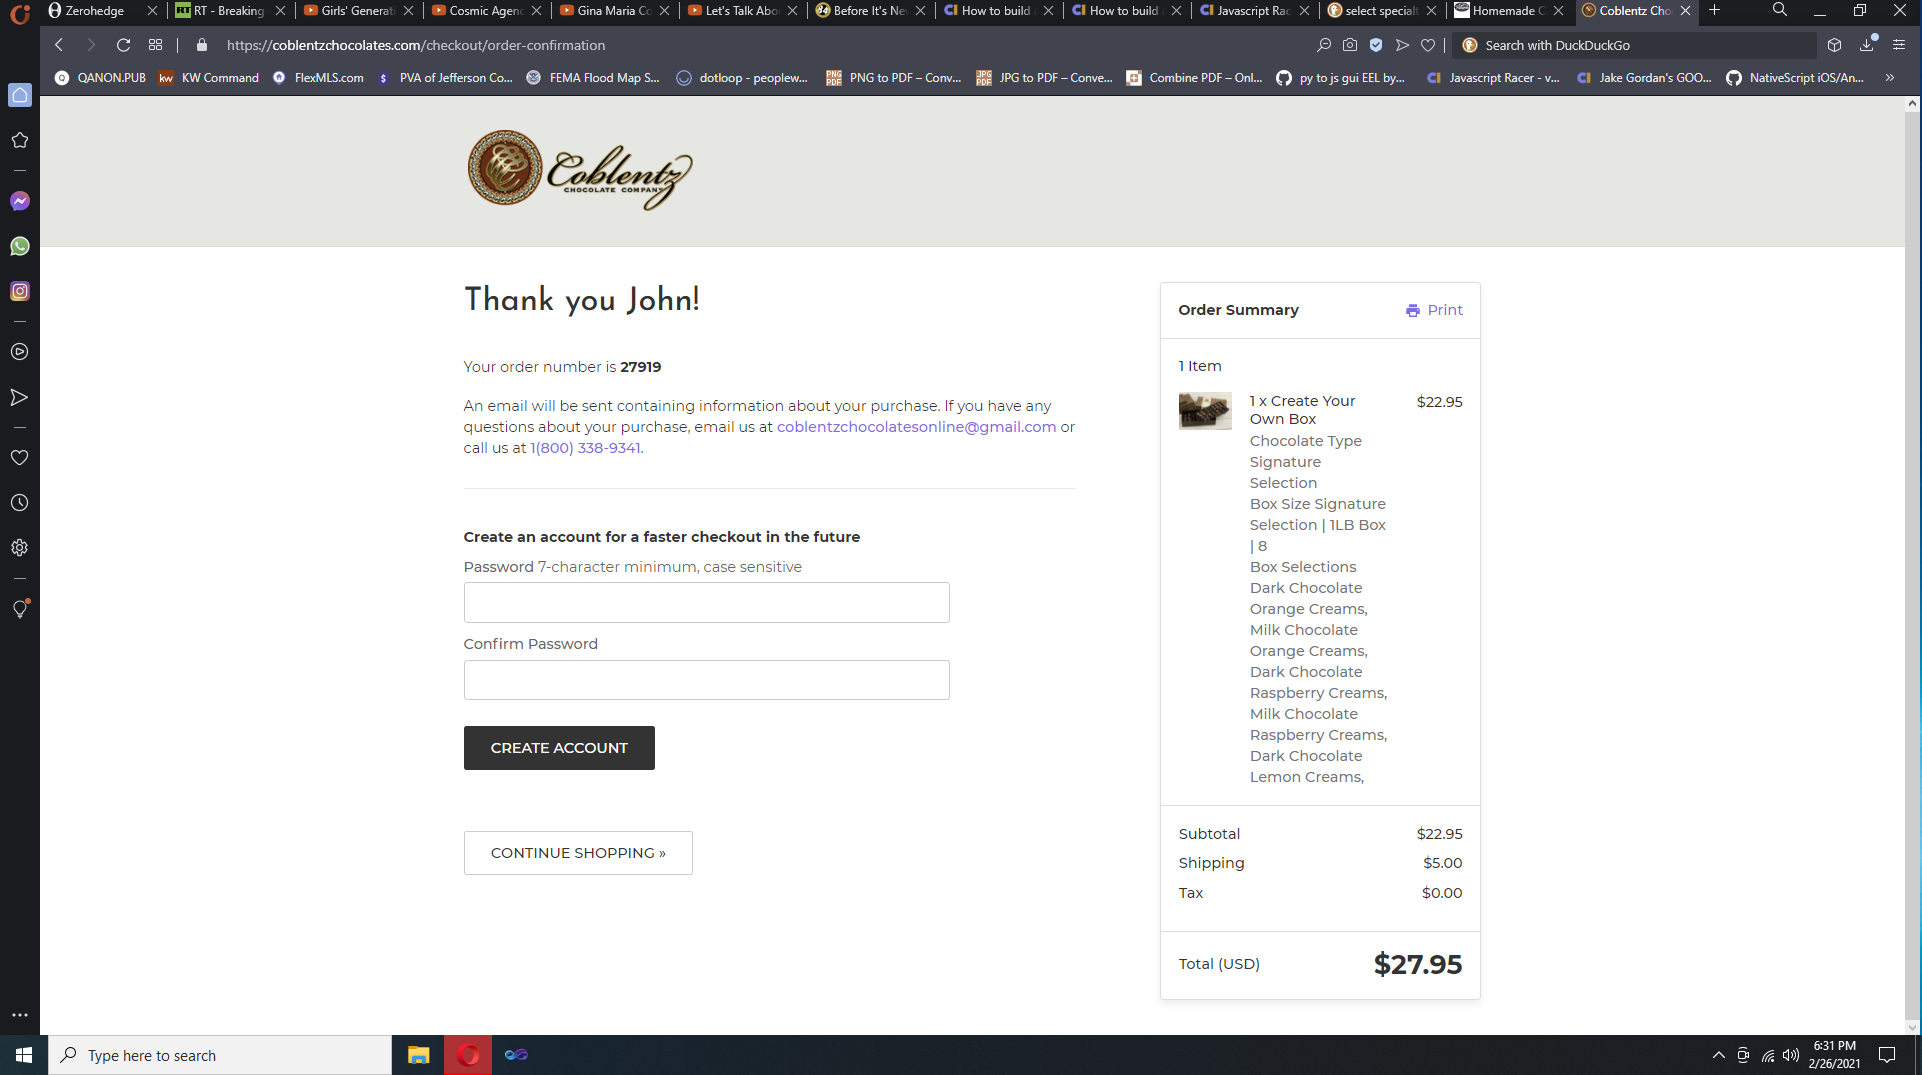 Zerohedge
RT - Breaking
Girls' Generati
Cosmic Agenc
Gina Maria Co
Let's Talk Abo
Before It's Ne
How to build
How to build
Javascript Rac
select special
Homemade C
Coblentz Cho
https://coblentzchocolates.com/checkout/order-confirmation
Search with DuckDuckGo
QANON.PUB
KW Command
FlexMLS.com
PVA of Jefferson Co...
FEMA Flood Map S...
dotloop - peoplew...
PNG to PDF – Conv...
JPG to PDF – Conve...
Combine PDF – Onl...
py to js gui EEL by...
Javascript Racer - v...
Jake Gordan's GOO...
NativeScript iOS/An...
»
Coblentz
CHOCOLATE COMPANY
Thank you John!
Your order number is 27919
An email will be sent containing information about your purchase. If you have any
questions about your purchase, email us at coblentzchocolatesonline@gmail.com or
call us at 1(800) 338-9341.
Create an account for a faster checkout in the future
Password 7-character minimum, case sensitive
Confirm Password
CREATE ACCOUNT
CONTINUE SHOPPING »
Order Summary
Print
1 Item
1 x Create Your $22.95
Own Box
Chocolate Type
Signature
Selection
Box Size Signature
Selection | 1LB Box
| 8
Box Selections
Dark Chocolate
Orange Creams,
Milk Chocolate
Orange Creams,
Dark Chocolate
Raspberry Creams,
Milk Chocolate
Raspberry Creams,
Dark Chocolate
Lemon Creams,
Subtotal $22.95
Shipping $5.00
Tax $0.00
Total (USD) $27.95
Type here to search
6:31 PM
2/26/2021